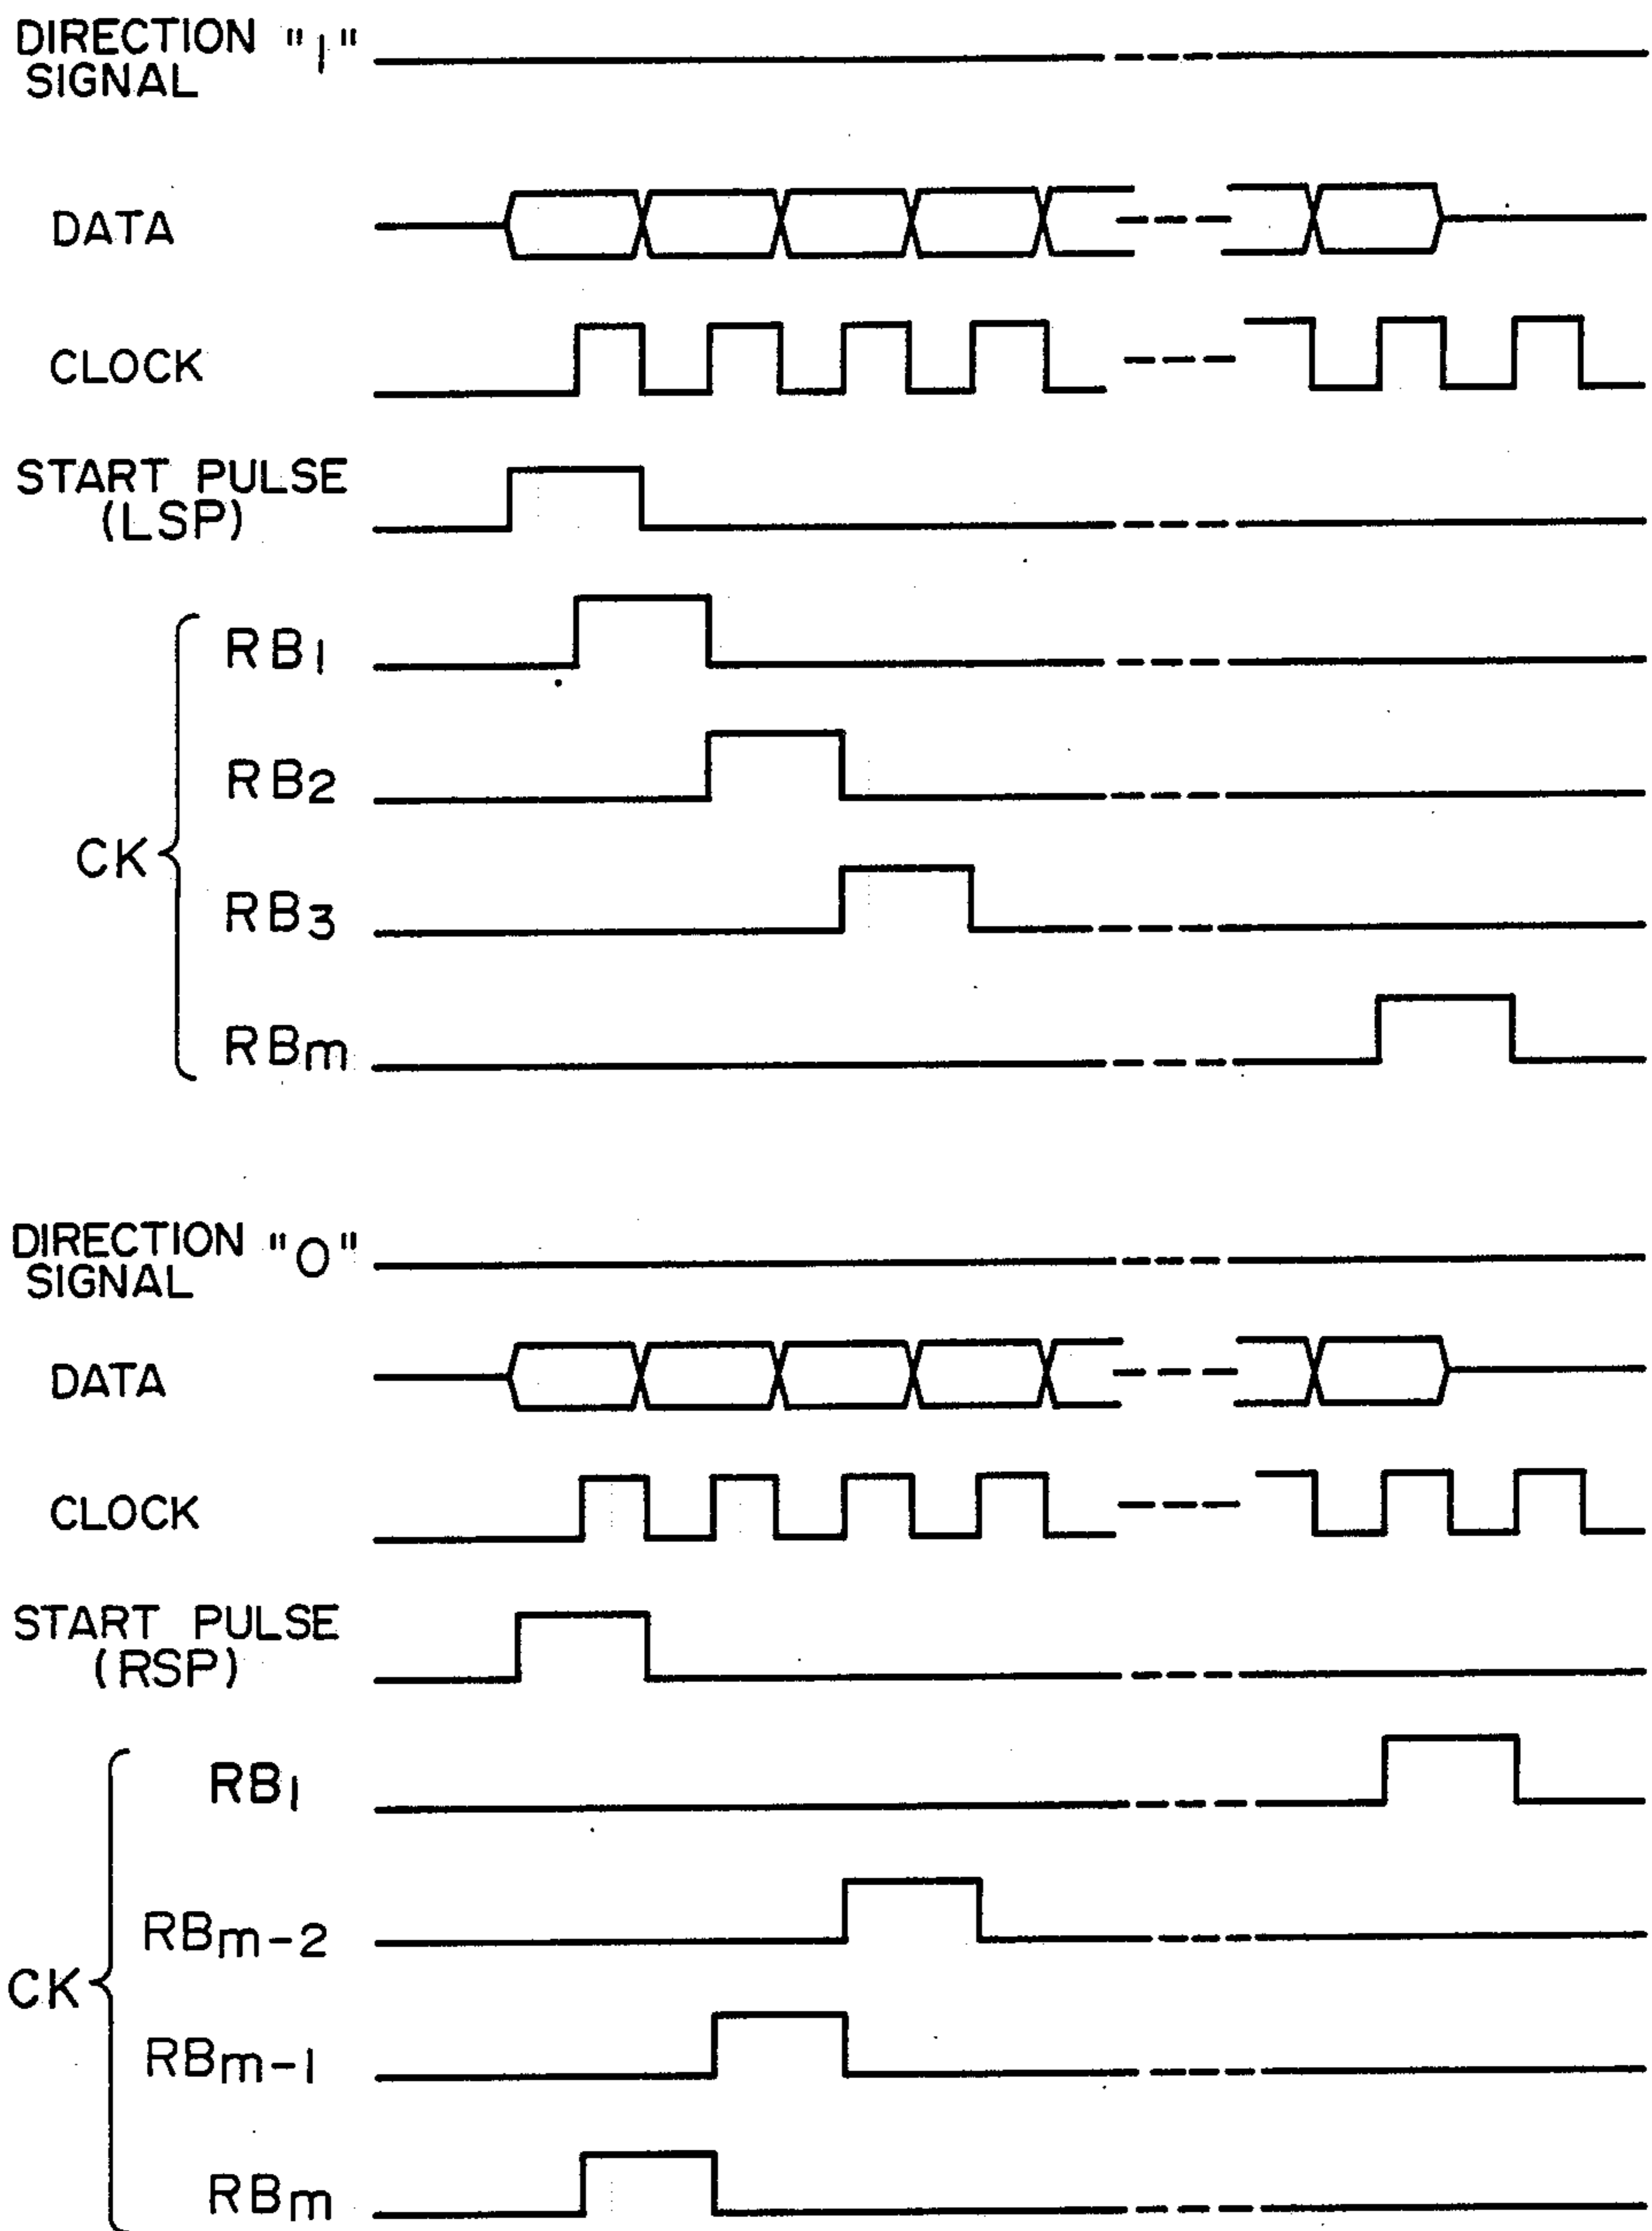 DIRECTION "1"
SIGNAL
DATA
CLOCK
START PULSE
(LSP)
RB1
RB2
CK
RB3
RBm
DIRECTION "0"
SIGNAL
DATA
CLOCK
START PULSE
(RSP)
RB1
RBm-2
CK
RBm-1
RBm